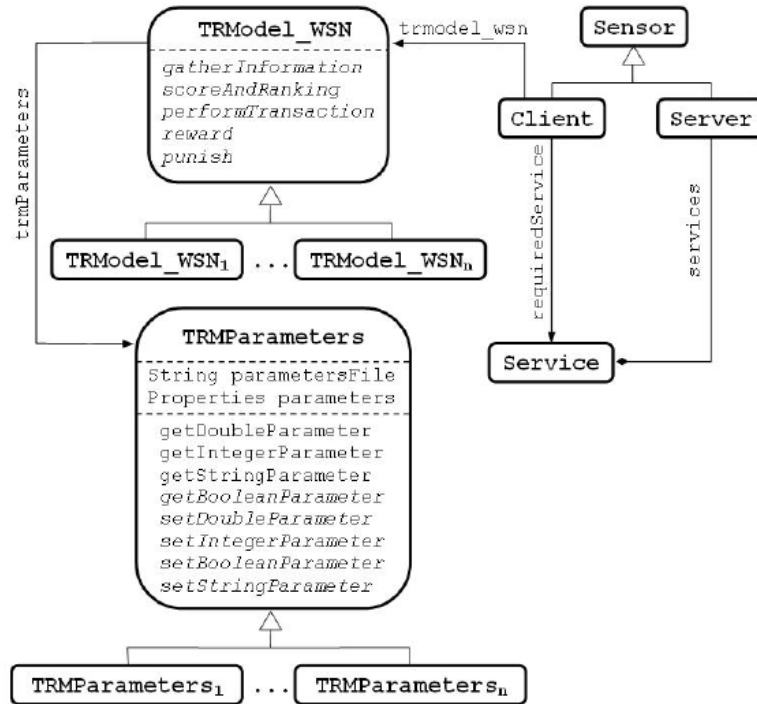 TRModel_WSN
gatherInformation
scoreAndRanking
performTransaction
reward
punish
trmodel_wsn
Sensor
Client
Server
trmParameters
requiredService
services
TRModel_WSN₁ ... TRModel_WSNₙ
TRMParameters
String parametersFile
Properties parameters
getDoubleParameter
getIntegerParameter
getStringParameter
getBooleanParameter
setDoubleParameter
setIntegerParameter
setBooleanParameter
setStringParameter
Service
TRMParameters₁ ... TRMParametersₙ